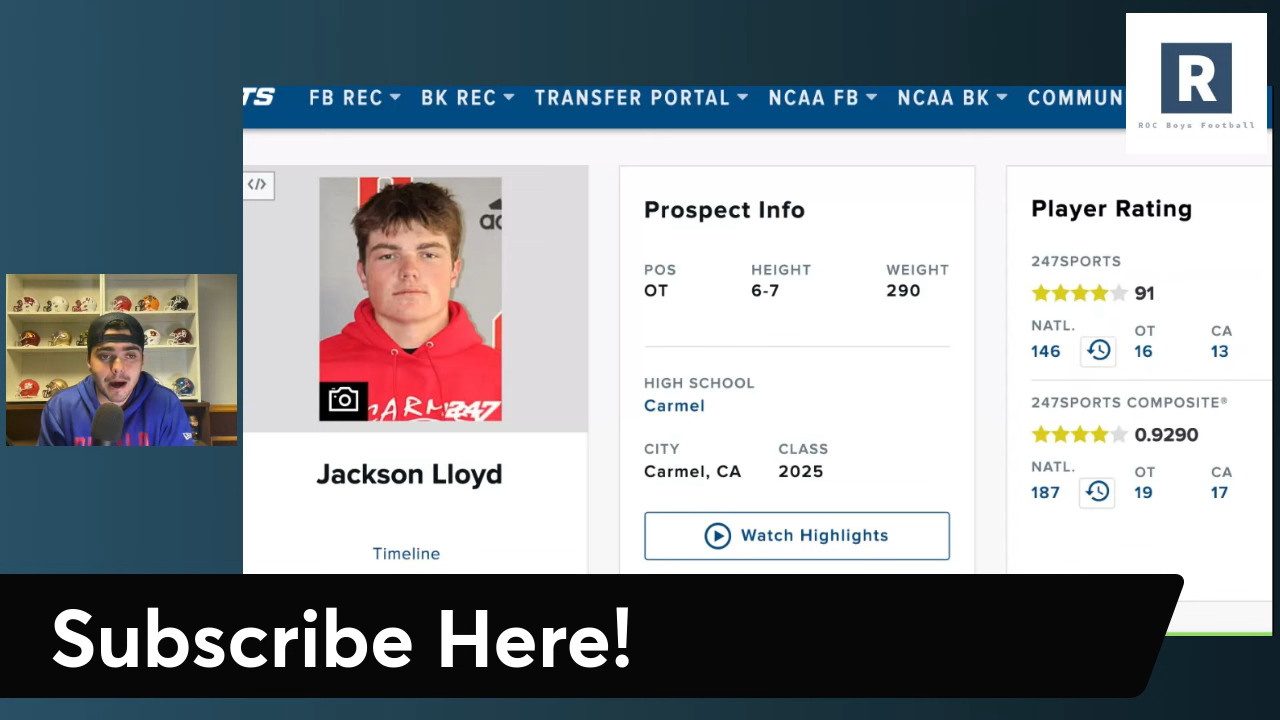 TS FB REC BK REC TRANSFER PORTAL NCAA FB NCAA BK COMMUN
R
ROC Boys Football
</>
ad
CARM
247
Jackson Lloyd
Timeline
Prospect Info
POS HEIGHT WEIGHT
OT 6-7 290
HIGH SCHOOL
Carmel
CITY CLASS
Carmel, CA 2025
Watch Highlights
Player Rating
247SPORTS
91
NATL. OT CA
146 16 13
247SPORTS COMPOSITE®
0.9290
NATL. OT CA
187 19 17
Subscribe Here!